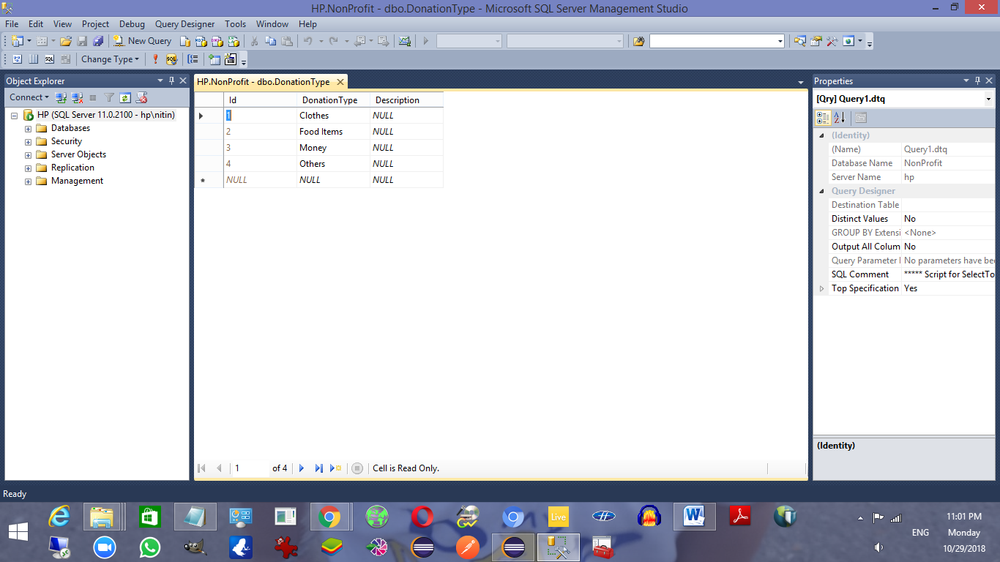 HP.NonProfit - dbo.DonationType - Microsoft SQL Server Management Studio
File Edit View Project Debug Query Designer Tools Window Help
New Query
Change Type
Object Explorer
Connect
HP (SQL Server 11.0.2100 - hp\nitin)
Databases
Security
Server Objects
Replication
Management
HP.NonProfit - dbo.DonationType
Id DonationType Description
1 Clothes NULL
2 Food Items NULL
3 Money NULL
4 Others NULL
* NULL NULL NULL
1 of 4 Cell is Read Only.
Properties
[Qry] Query1.dtq
(Identity)
(Name) Query1.dtq
Database Name NonProfit
Server Name hp
Query Designer
Destination Table
Distinct Values No
GROUP BY Extensi <None>
Output All Colum No
Query Parameter No parameters have bee
SQL Comment ***** Script for SelectTo
Top Specification Yes
(Identity)
Ready
Live
ENG
11:01 PM
Monday
10/29/2018